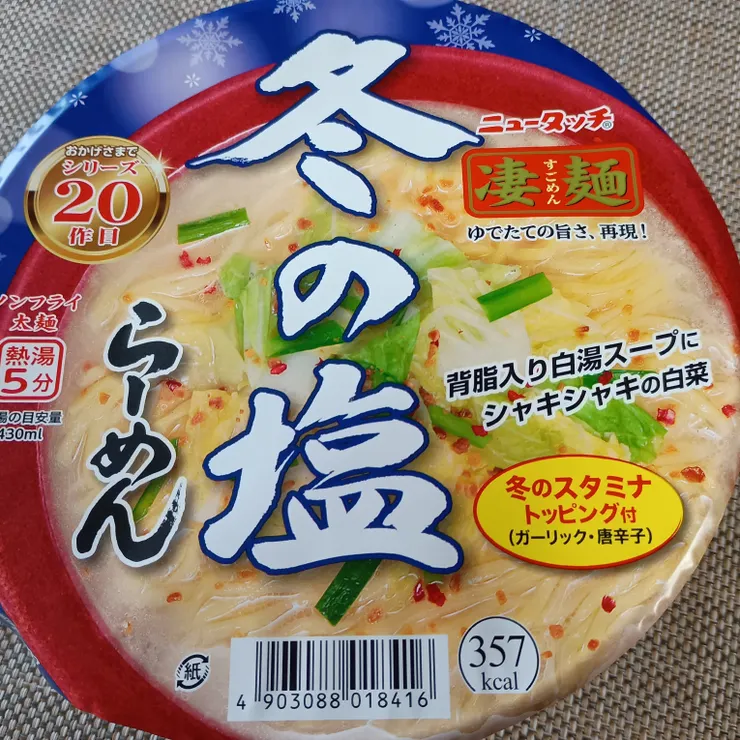 冬の塩
らーめん
おかげさまで
シリーズ
20
作目
ニュータッチ®
凄麺
すごめん
ゆでたての旨さ、再現!
ノンフライ
太麺
熱湯
5分
湯の目安量
430ml
背脂入り白湯スープに
シャキシャキの白菜
冬のスタミナ
トッピング付
(ガーリック・唐辛子)
紙
4 903088 018416
357
kcal